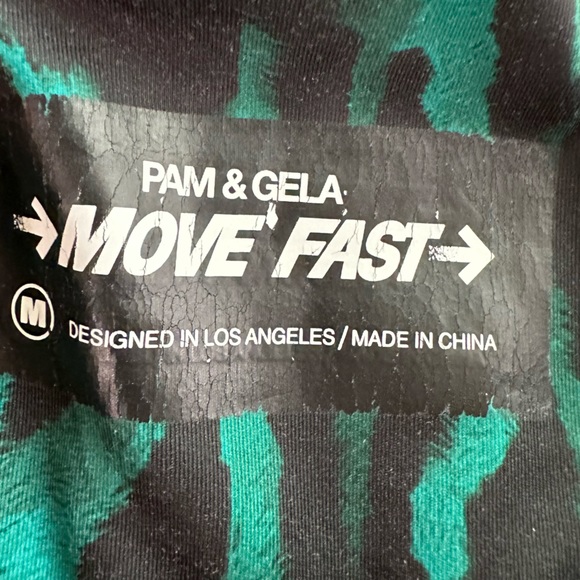 PAM & GELA
→MOVE FAST→
M
DESIGNED IN LOS ANGELES / MADE IN CHINA